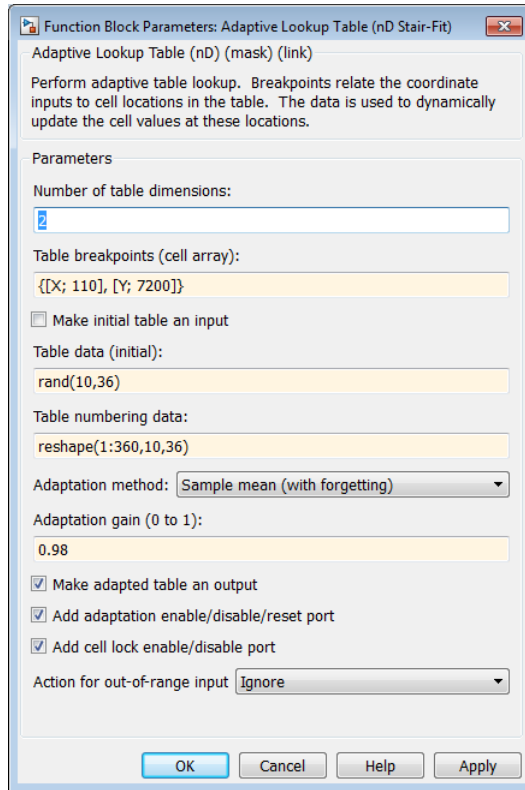 Function Block Parameters: Adaptive Lookup Table (nD Stair-Fit)
Adaptive Lookup Table (nD) (mask) (link)
Perform adaptive table lookup.  Breakpoints relate the coordinate
inputs to cell locations in the table.  The data is used to dynamically
update the cell values at these locations.
Parameters
Number of table dimensions:
2
Table breakpoints (cell array):
{[X; 110], [Y; 7200]}
Make initial table an input
Table data (initial):
rand(10,36)
Table numbering data:
reshape(1:360,10,36)
Adaptation method: Sample mean (with forgetting)
Adaptation gain (0 to 1):
0.98
Make adapted table an output
Add adaptation enable/disable/reset port
Add cell lock enable/disable port
Action for out-of-range input Ignore
OK Cancel Help Apply